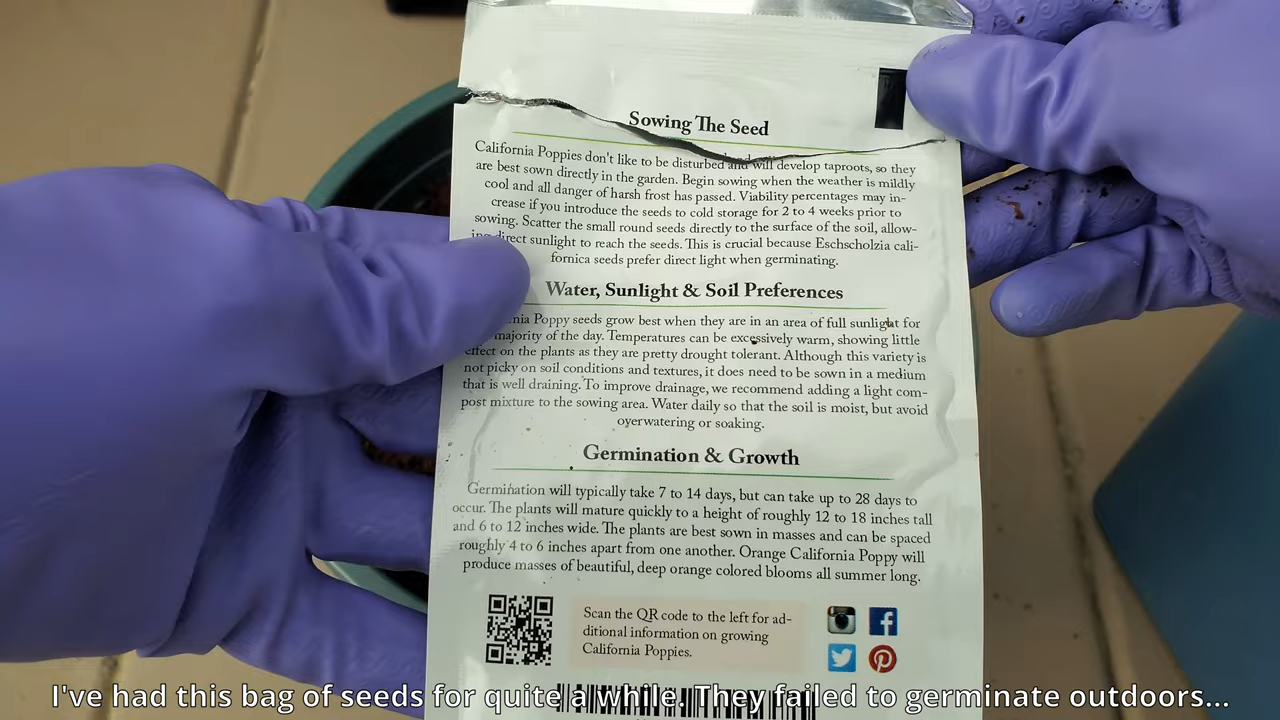 Sowing The Seed
California Poppies don't like to be disturbed and will develop taproots, so they
are best sown directly in the garden. Begin sowing when the weather is mildly
cool and all danger of harsh frost has passed. Viability percentages may in-
crease if you introduce the seeds to cold storage for 2 to 4 weeks prior to
sowing. Scatter the small round seeds directly to the surface of the soil, allow-
ing direct sunlight to reach the seeds. This is crucial because Eschscholzia cali-
fornica seeds prefer direct light when germinating.
Water, Sunlight & Soil Preferences
Poppy seeds grow best when they are in an area of full sunlight for
majority of the day. Temperatures can be excessively warm, showing little
effect on the plants as they are pretty drought tolerant. Although this variety is
not picky on soil conditions and textures, it does need to be sown in a medium
that is well draining. To improve drainage, we recommend adding a light com-
post mixture to the sowing area. Water daily so that the soil is moist, but avoid
overwatering or soaking.
Germination & Growth
Germination will typically take 7 to 14 days, but can take up to 28 days to
occur. The plants will mature quickly to a height of roughly 12 to 18 inches tall
and 6 to 12 inches wide. The plants are best sown in masses and can be spaced
roughly 4 to 6 inches apart from one another. Orange California Poppy will
produce masses of beautiful, deep orange colored blooms all summer long.
Scan the QR code to the left for ad-
ditional information on growing
California Poppies.
I've had this bag of seeds for quite a while. They failed to germinate outdoors...